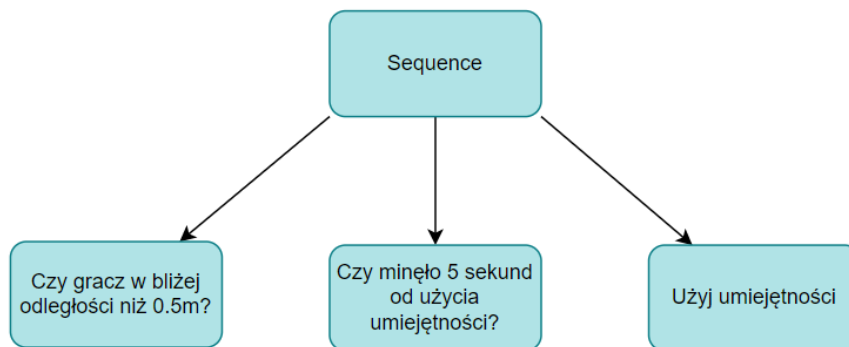 Sequence
Czy gracz w bliżej
odległości niż 0.5m?
Czy minęło 5 sekund
od użycia
umiejętności?
Użyj umiejętności